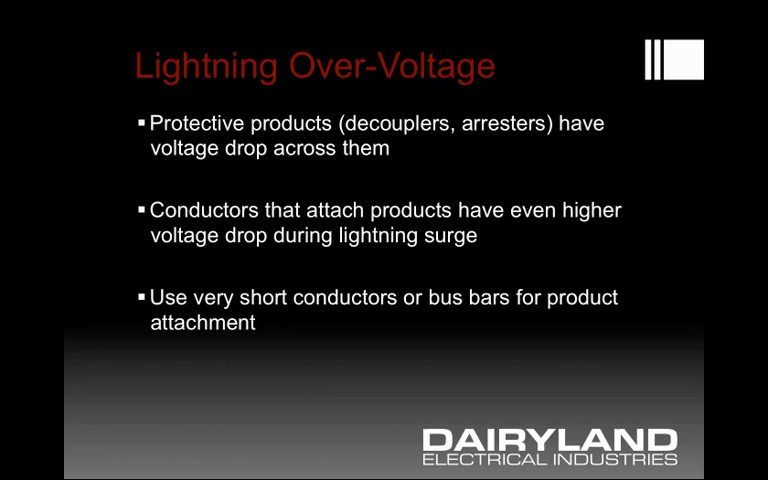 Lightning Over-Voltage
▪Protective products (decouplers, arresters) have
voltage drop across them
▪Conductors that attach products have even higher
voltage drop during lightning surge
▪Use very short conductors or bus bars for product
attachment
DAIRYLAND
ELECTRICAL INDUSTRIES